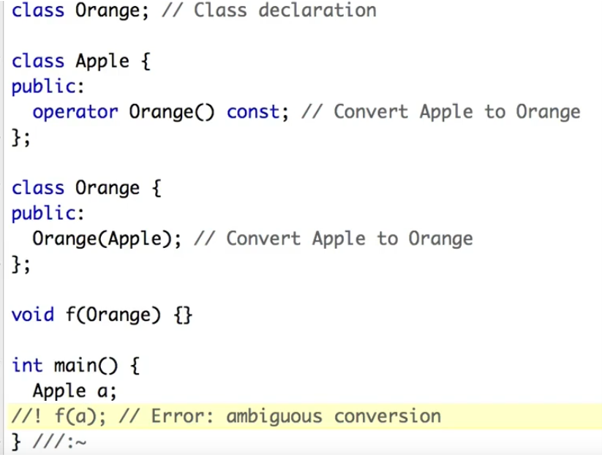 class Orange; // Class declaration
class Apple {
public:
  operator Orange() const; // Convert Apple to Orange
};
class Orange {
public:
  Orange(Apple); // Convert Apple to Orange
};
void f(Orange) {}
int main() {
  Apple a;
//! f(a); // Error: ambiguous conversion
} ///:~